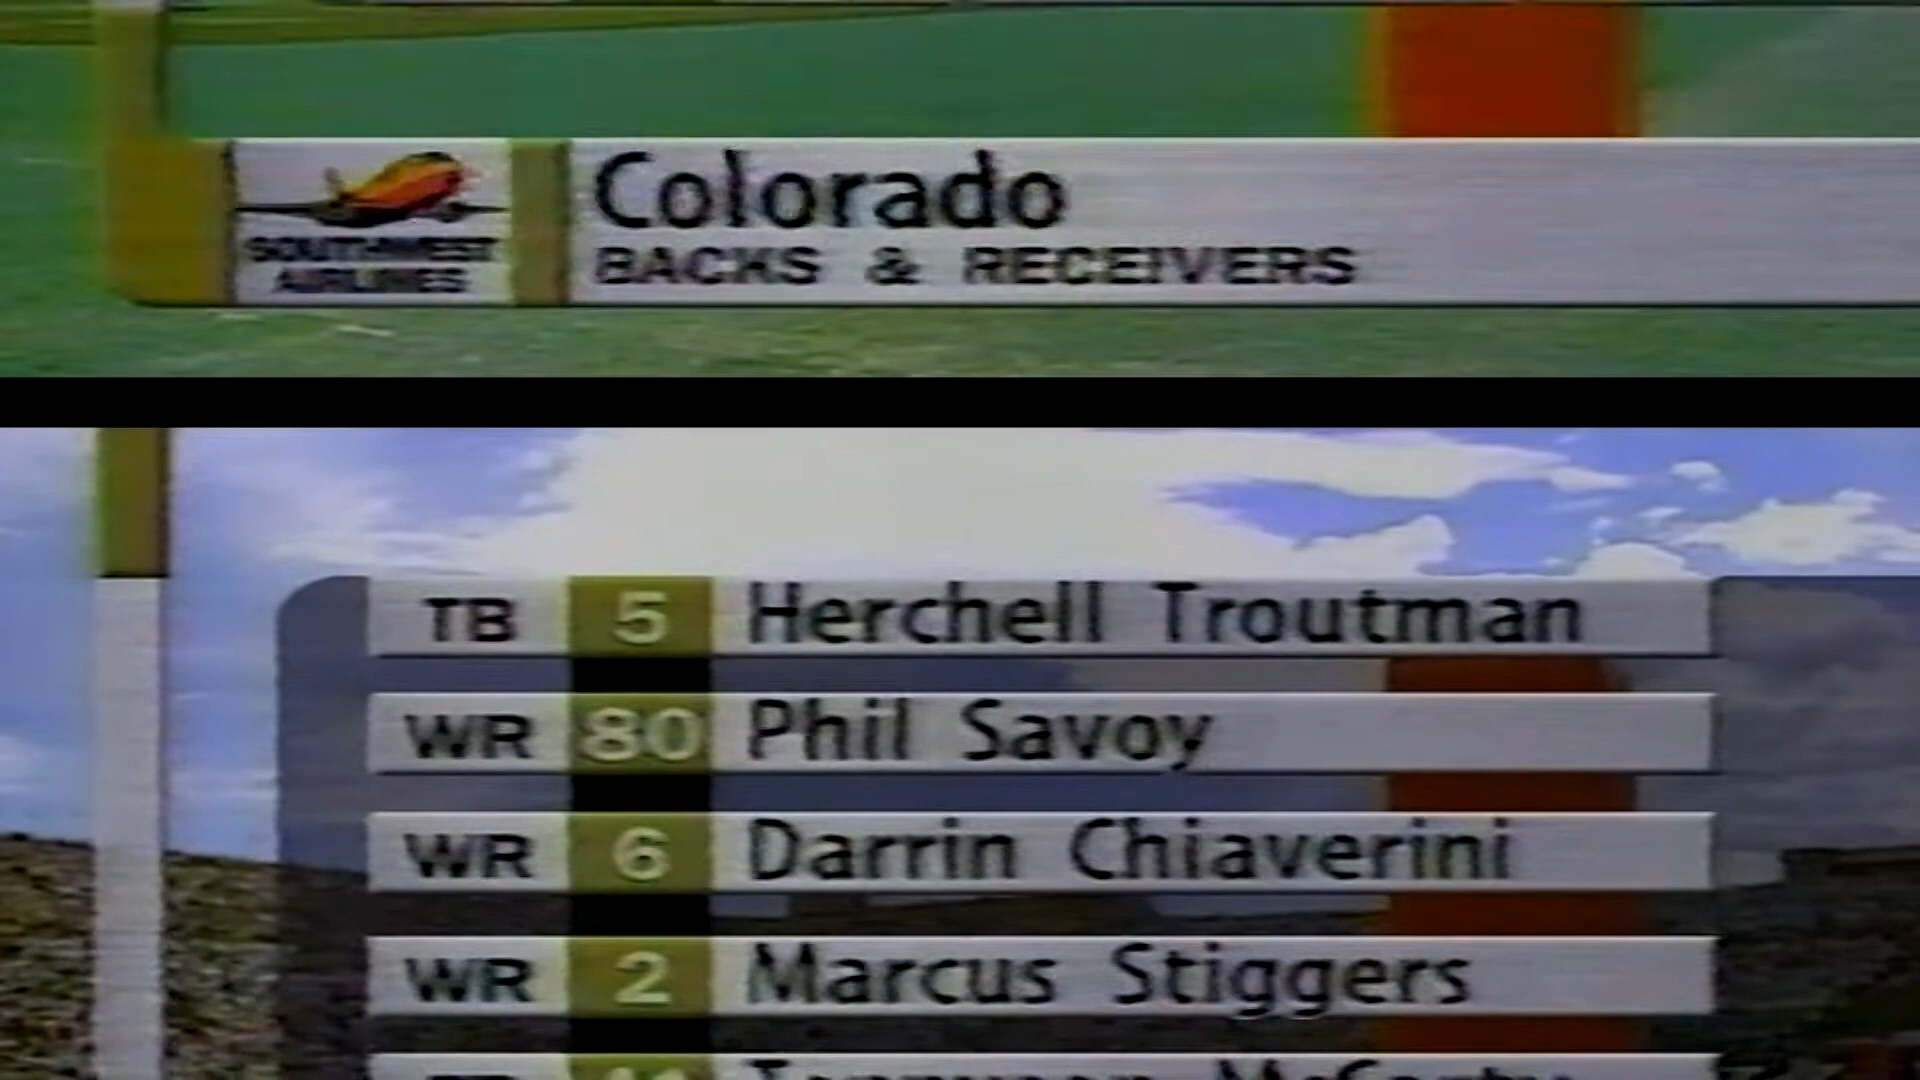 SOUTHWEST
AIRLINES
Colorado
BACKS & RECEIVERS
TB 5 Herchell Troutman
WR 80 Phil Savoy
WR 6 Darrin Chiaverini
WR 2 Marcus Stiggers